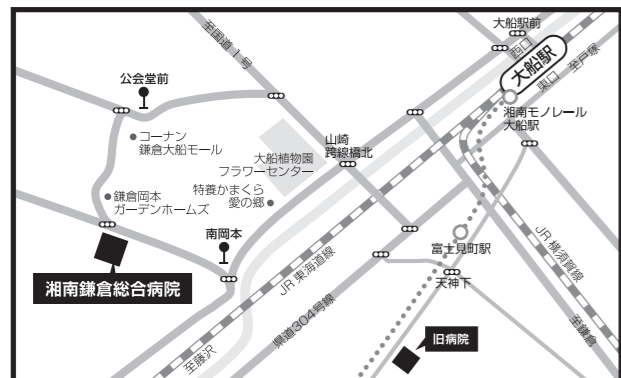 大船駅前
至国道1号
西口
大船駅
東口
至戸塚
公会堂前
湘南モノレール
大船駅
コーナン
鎌倉大船モール
山崎
跨線橋北
大船植物園
フラワーセンター
特養かまくら
愛の郷
鎌倉岡本
ガーデンホームズ
南岡本
富士見町駅
JR横須賀線
JR東海道線
湘南鎌倉総合病院
天神下
県道304号線
至鎌倉
旧病院
至藤沢